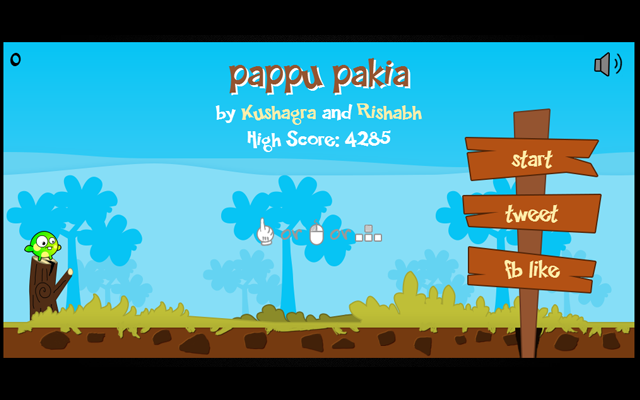 0
pappu pakia
by Kushagra and Rishabh
High Score: 4285
start
or or
tweet
fb like